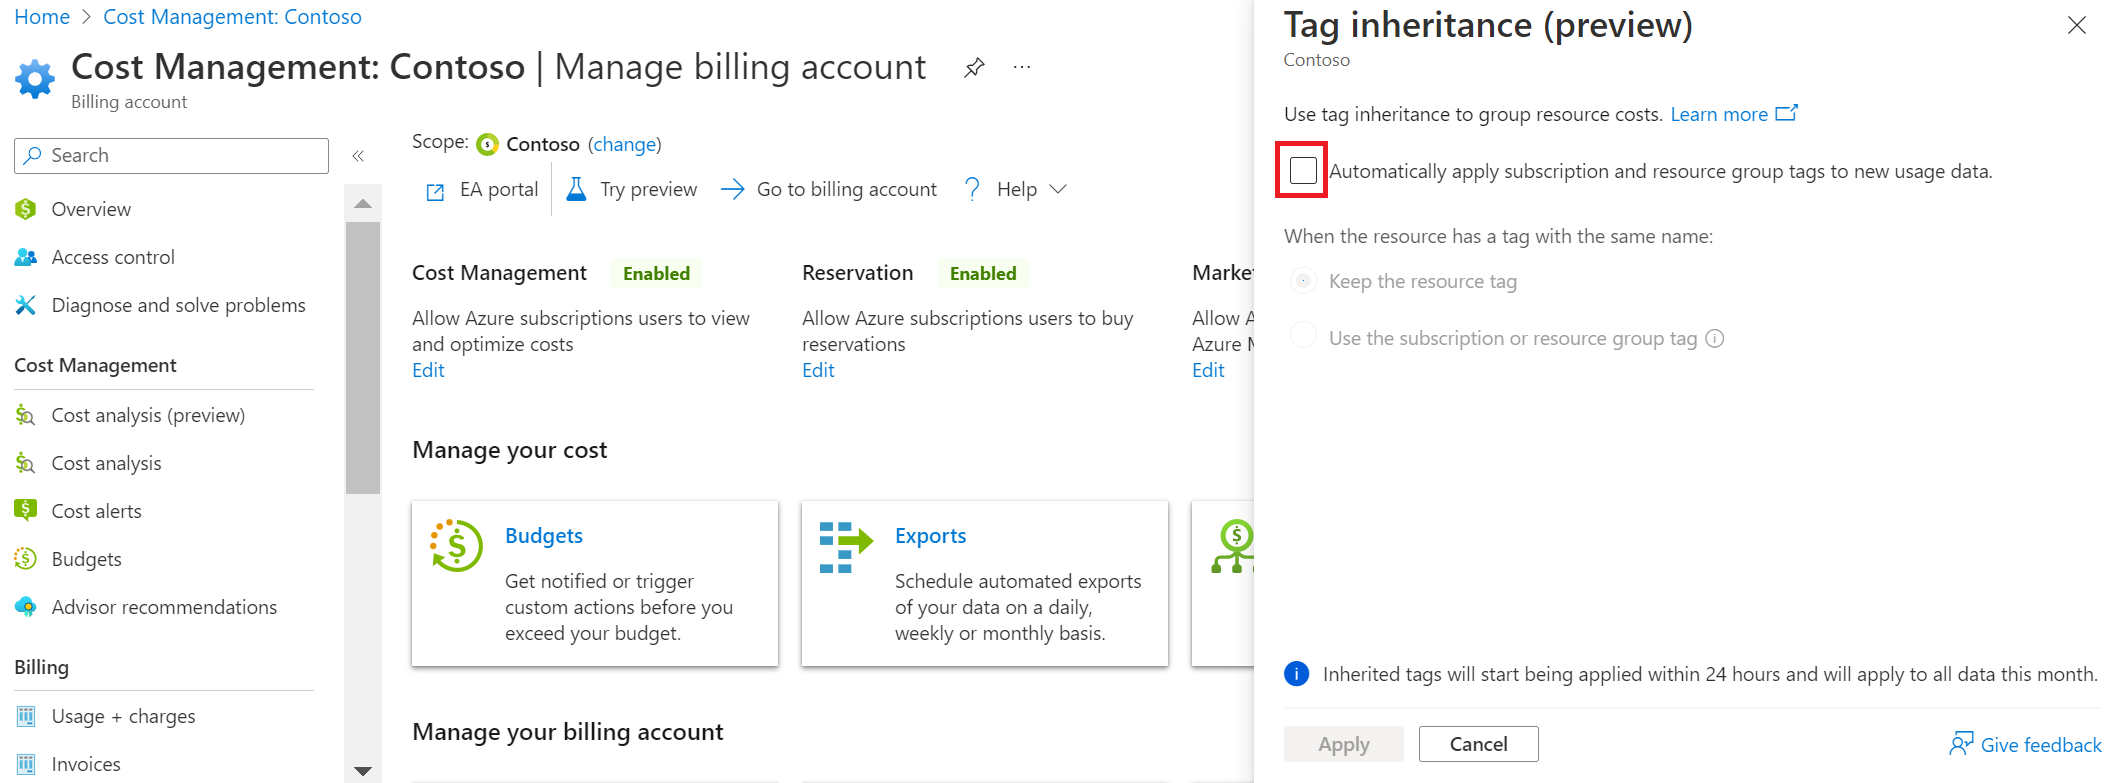 Home > Cost Management: Contoso
Cost Management: Contoso | Manage billing account
Billing account
Search
Overview
Access control
Diagnose and solve problems
Cost Management
Cost analysis (preview)
Cost analysis
Cost alerts
Budgets
Advisor recommendations
Billing
Usage + charges
Invoices
Scope: Contoso (change)
EA portal
Try preview
Go to billing account
Help
Cost Management Enabled
Allow Azure subscriptions users to view
and optimize costs
Edit
Reservation Enabled
Allow Azure subscriptions users to buy
reservations
Edit
Marke
Allow A
Azure M
Edit
Manage your cost
Budgets
Get notified or trigger
custom actions before you
exceed your budget.
Exports
Schedule automated exports
of your data on a daily,
weekly or monthly basis.
Manage your billing account
Tag inheritance (preview)
Contoso
Use tag inheritance to group resource costs. Learn more
Automatically apply subscription and resource group tags to new usage data.
When the resource has a tag with the same name:
Keep the resource tag
Use the subscription or resource group tag
Inherited tags will start being applied within 24 hours and will apply to all data this month.
Apply
Cancel
Give feedback